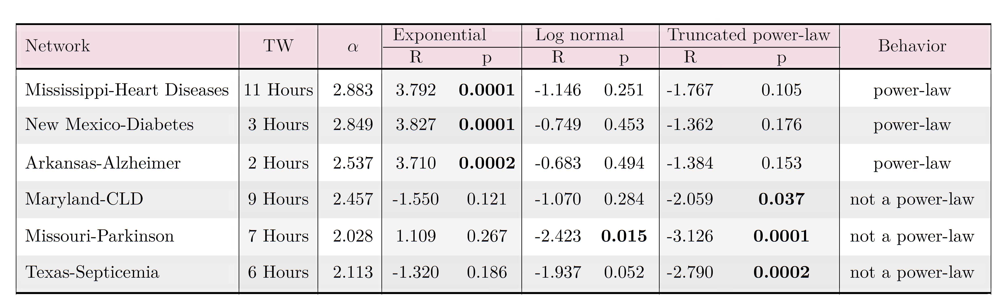 Network TW α Exponential Log normal Truncated power-law Behavior
R p R p R p
Mississippi-Heart Diseases 11 Hours 2.883 3.792 0.0001 -1.146 0.251 -1.767 0.105 power-law
New Mexico-Diabetes 3 Hours 2.849 3.827 0.0001 -0.749 0.453 -1.362 0.176 power-law
Arkansas-Alzheimer 2 Hours 2.537 3.710 0.0002 -0.683 0.494 -1.384 0.153 power-law
Maryland-CLD 9 Hours 2.457 -1.550 0.121 -1.070 0.284 -2.059 0.037 not a power-law
Missouri-Parkinson 7 Hours 2.028 1.109 0.267 -2.423 0.015 -3.126 0.0001 not a power-law
Texas-Septicemia 6 Hours 2.113 -1.320 0.186 -1.937 0.052 -2.790 0.0002 not a power-law